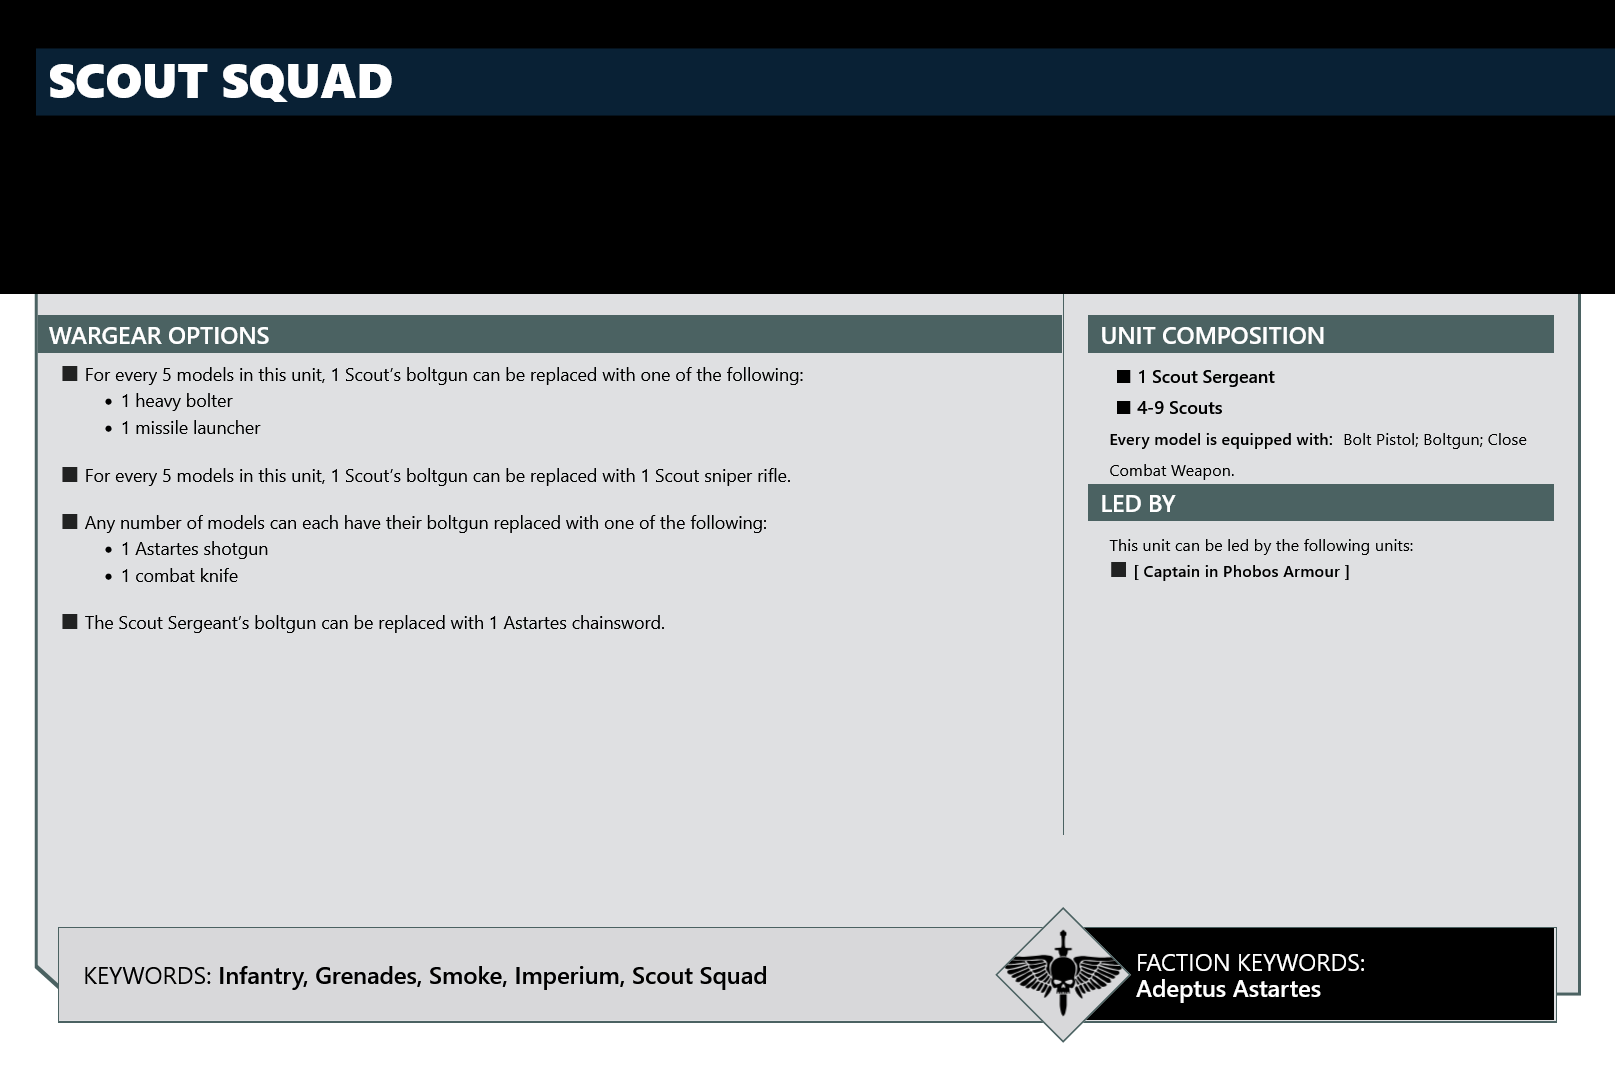 SCOUT SQUAD
WARGEAR OPTIONS
■ For every 5 models in this unit, 1 Scout’s boltgun can be replaced with one of the following:
• 1 heavy bolter
• 1 missile launcher
■ For every 5 models in this unit, 1 Scout’s boltgun can be replaced with 1 Scout sniper rifle.
■ Any number of models can each have their boltgun replaced with one of the following:
• 1 Astartes shotgun
• 1 combat knife
■ The Scout Sergeant’s boltgun can be replaced with 1 Astartes chainsword.
UNIT COMPOSITION
■ 1 Scout Sergeant
■ 4-9 Scouts
Every model is equipped with: Bolt Pistol; Boltgun; Close
Combat Weapon.
LED BY
This unit can be led by the following units:
■ [ Captain in Phobos Armour ]
KEYWORDS: Infantry, Grenades, Smoke, Imperium, Scout Squad
FACTION KEYWORDS:
Adeptus Astartes